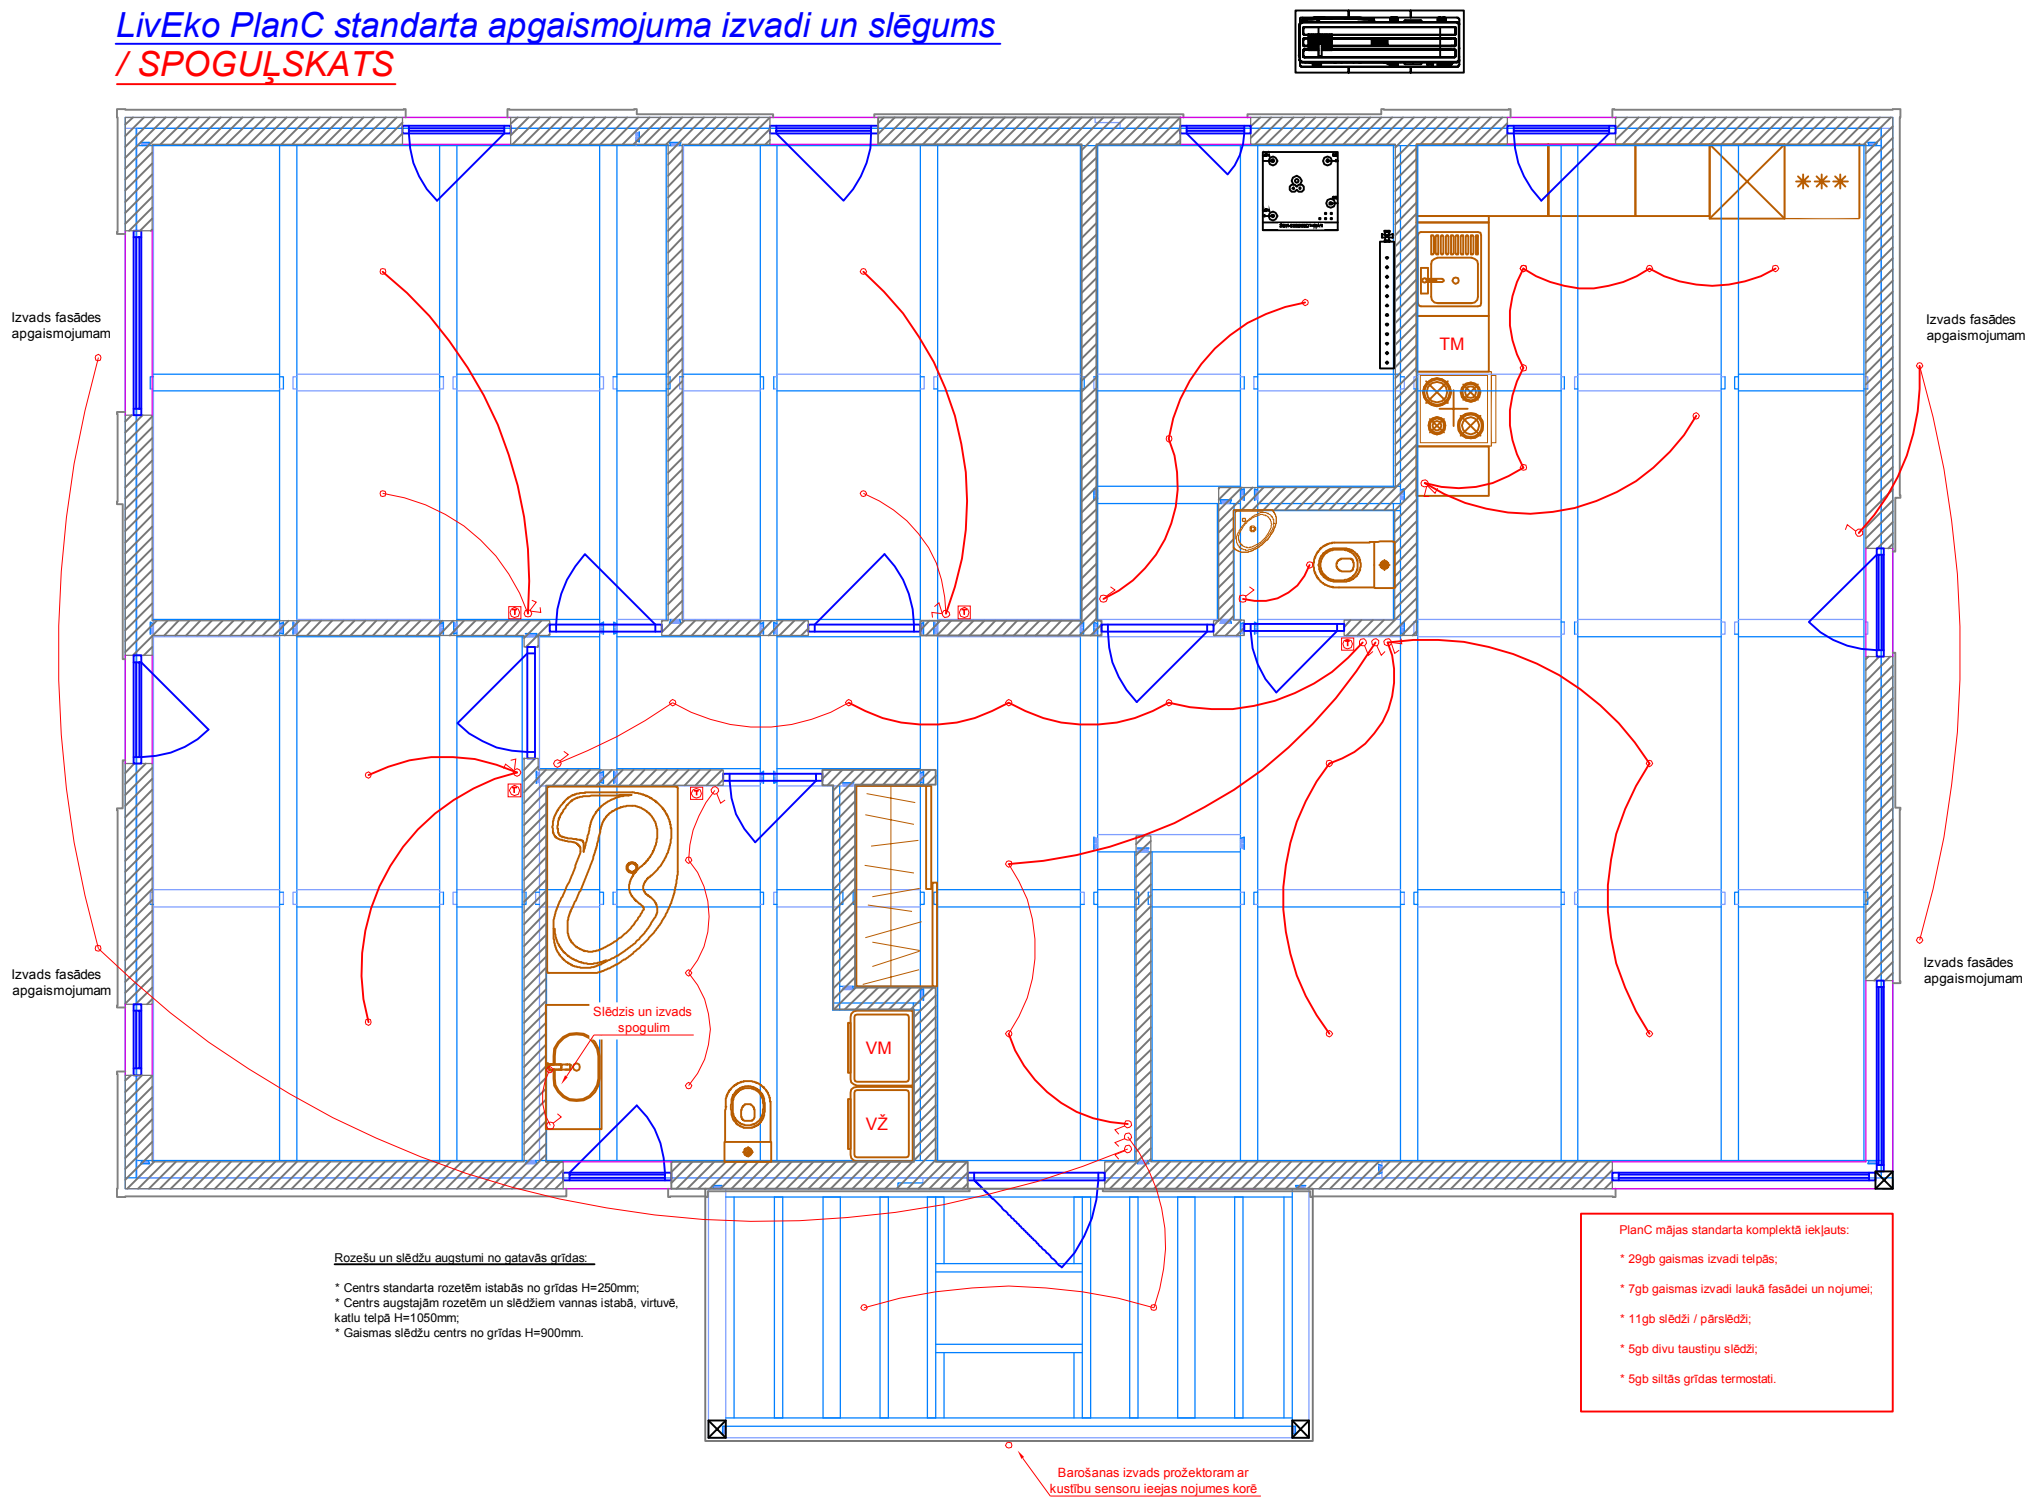 LivEko PlanC standarta apgaismojuma izvadi un slēgums
/ SPOGUĻSKATS
Izvads fasādes
apgaismojumam
Izvads fasādes
apgaismojumam
TM
Izvads fasādes
apgaismojumam
Izvads fasādes
apgaismojumam
Slēdzis un izvads
spogulim
VM
VŽ
Rozešu un slēdžu augstumi no gatavās grīdas:
* Centrs standarta rozetēm istabās no grīdas H=250mm;
* Centrs augstajām rozetēm un slēdžiem vannas istabā, virtuvē,
katlu telpā H=1050mm;
* Gaismas slēdžu centrs no grīdas H=900mm.
PlanC mājas standarta komplektā iekļauts:
* 29gb gaismas izvadi telpās;
* 7gb gaismas izvadi laukā fasādei un nojumei;
* 11gb slēdži / pārslēdži;
* 5gb divu taustiņu slēdži;
* 5gb siltās grīdas termostati.
Barošanas izvads prožektoram ar
kustību sensoru ieejas nojumes korē